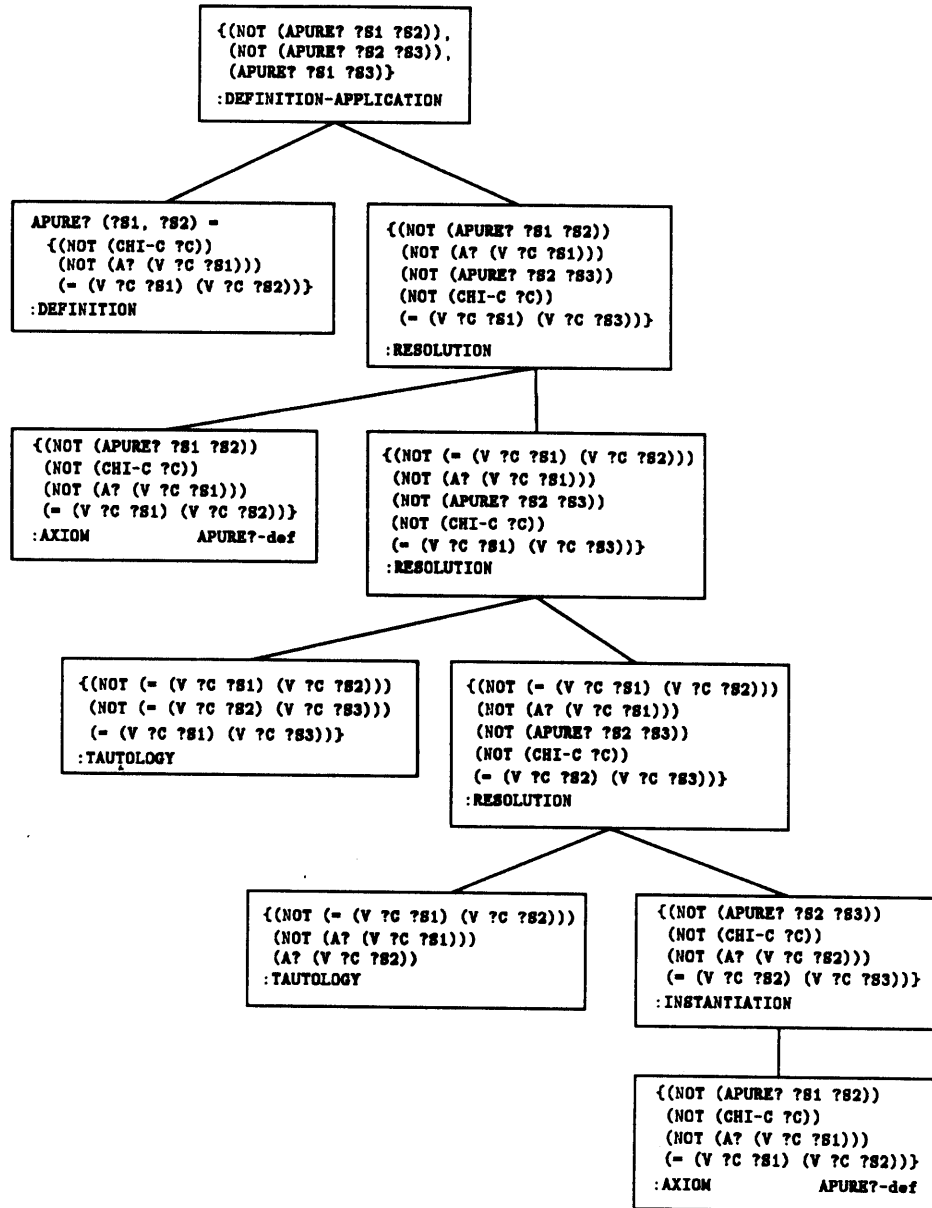 {(NOT (APURE? ?S1 ?S2)),
(NOT (APURE? ?S2 ?S3)),
(APURE? ?S1 ?S3)}
:DEFINITION-APPLICATION
APURE? (?S1, ?S2) =
{(NOT (CHI-C ?C))
(NOT (A? (V ?C ?S1)))
(= (V ?C ?S1) (V ?C ?S2))}
:DEFINITION
{(NOT (APURE? ?S1 ?S2))
(NOT (A? (V ?C ?S1)))
(NOT (APURE? ?S2 ?S3))
(NOT (CHI-C ?C))
(= (V ?C ?S1) (V ?C ?S3))}
:RESOLUTION
{(NOT (APURE? ?S1 ?S2))
(NOT (CHI-C ?C))
(NOT (A? (V ?C ?S1)))
(= (V ?C ?S1) (V ?C ?S2))}
:AXIOM APURE?-def
{(NOT (= (V ?C ?S1) (V ?C ?S2)))
(NOT (A? (V ?C ?S1)))
(NOT (APURE? ?S2 ?S3))
(NOT (CHI-C ?C))
(= (V ?C ?S1) (V ?C ?S3))}
:RESOLUTION
{(NOT (= (V ?C ?S1) (V ?C ?S2)))
(NOT (= (V ?C ?S2) (V ?C ?S3)))
(= (V ?C ?S1) (V ?C ?S3))}
:TAUTOLOGY
{(NOT (= (V ?C ?S1) (V ?C ?S2)))
(NOT (A? (V ?C ?S1)))
(NOT (APURE? ?S2 ?S3))
(NOT (CHI-C ?C))
(= (V ?C ?S2) (V ?C ?S3))}
:RESOLUTION
{(NOT (= (V ?C ?S1) (V ?C ?S2)))
(NOT (A? (V ?C ?S1)))
(A? (V ?C ?S2))
:TAUTOLOGY
{(NOT (APURE? ?S2 ?S3))
(NOT (CHI-C ?C))
(NOT (A? (V ?C ?S2)))
(= (V ?C ?S2) (V ?C ?S3))}
:INSTANTIATION
{(NOT (APURE? ?S1 ?S2))
(NOT (CHI-C ?C))
(NOT (A? (V ?C ?S1)))
(= (V ?C ?S1) (V ?C ?S2))}
:AXIOM APURE?-def